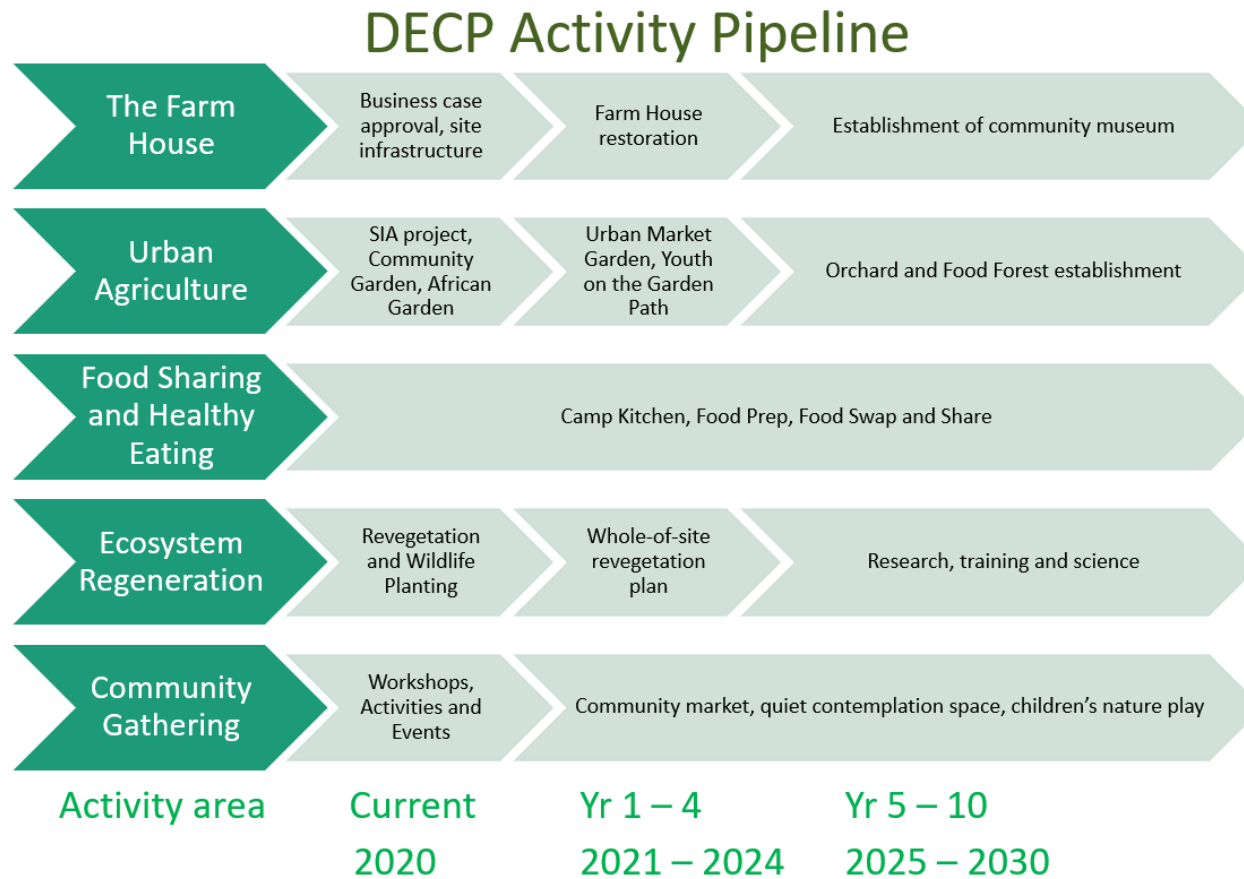 DECP Activity Pipeline
The Farm
House
Business case
approval, site
infrastructure
Farm House
restoration
Establishment of community museum
Urban
Agriculture
SIA project,
Community
Garden, African
Garden
Urban Market
Garden, Youth
on the Garden
Path
Orchard and Food Forest establishment
Food Sharing
and Healthy
Eating
Camp Kitchen, Food Prep, Food Swap and Share
Ecosystem
Regeneration
Revegetation
and Wildlife
Planting
Whole-of-site
revegetation
plan
Research, training and science
Community
Gathering
Workshops,
Activities and
Events
Community market, quiet contemplation space, children’s nature play
Activity area
Current
2020
Yr 1 – 4
2021 – 2024
Yr 5 – 10
2025 – 2030